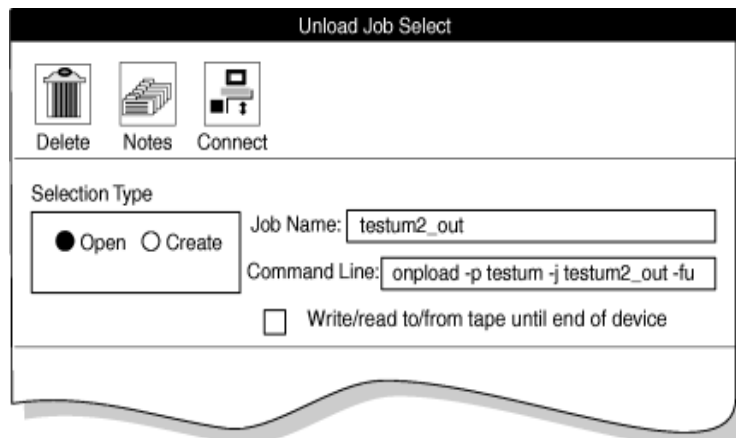 Unload Job Select
Delete Notes Connect
Selection Type
Open Create
Job Name: testum2_out
Command Line: onpload -p testum -j testum2_out -fu
Write/read to/from tape until end of device